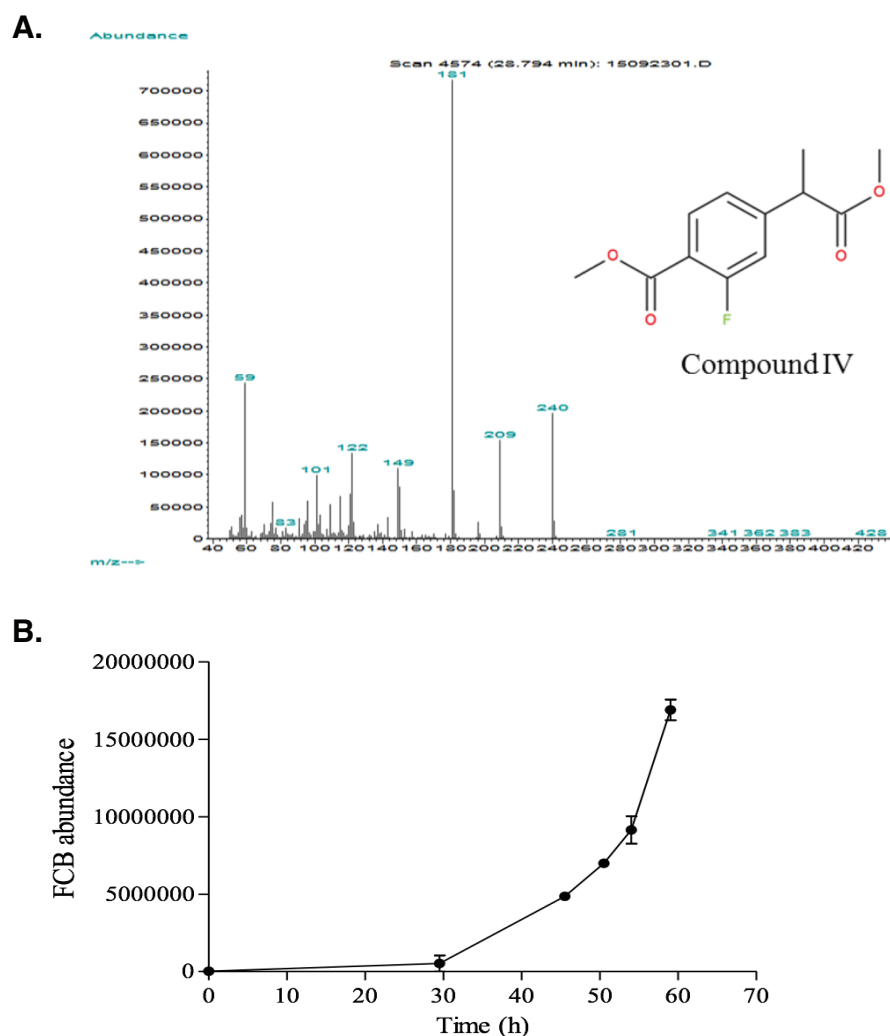 A.
Abundance
Scan 4574 (28.794 min): 15092301.D
181
700000
650000
600000
550000
500000
450000
400000
350000
300000
250000
200000
150000
100000
50000
0
59
83
101
122
149
209
240
281
341
362
383
428
40 60 80 100 120 140 160 180 200 220 240 260 280 300 320 340 360 380 400 420
m/z-->
O
O
O
O
F
Compound IV
B.
FCB abundance
20000000
15000000
10000000
5000000
0
0 10 20 30 40 50 60 70
Time (h)